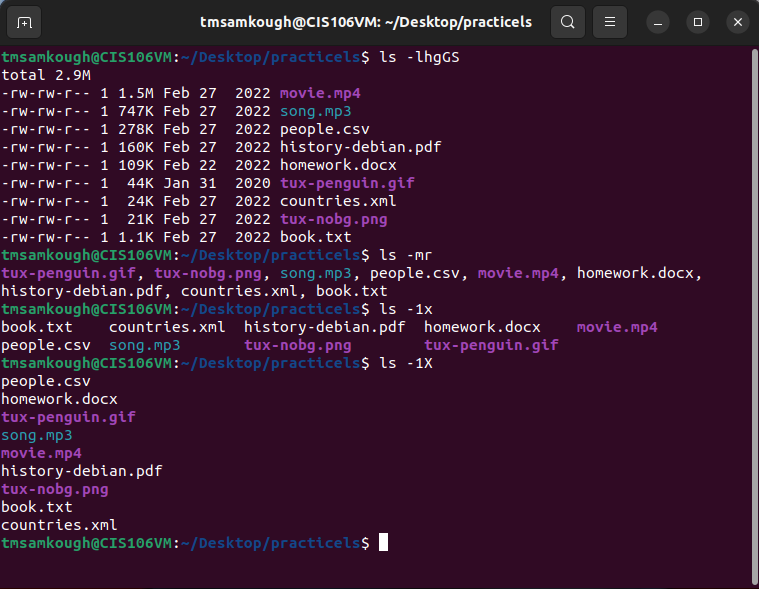 tmsamkough@CIS106VM: ~/Desktop/practicels
tmsamkough@CIS106VM:~/Desktop/practicels$ ls -lhgGS
total 2.9M
-rw-rw-r-- 1 1.5M Feb 27  2022 movie.mp4
-rw-rw-r-- 1 747K Feb 27  2022 song.mp3
-rw-rw-r-- 1 278K Feb 27  2022 people.csv
-rw-rw-r-- 1 160K Feb 27  2022 history-debian.pdf
-rw-rw-r-- 1 109K Feb 22  2022 homework.docx
-rw-rw-r-- 1  44K Jan 31  2020 tux-penguin.gif
-rw-rw-r-- 1  24K Feb 27  2022 countries.xml
-rw-rw-r-- 1  21K Feb 27  2022 tux-nobg.png
-rw-rw-r-- 1 1.1K Feb 27  2022 book.txt
tmsamkough@CIS106VM:~/Desktop/practicels$ ls -mr
tux-penguin.gif, tux-nobg.png, song.mp3, people.csv, movie.mp4, homework.docx,
history-debian.pdf, countries.xml, book.txt
tmsamkough@CIS106VM:~/Desktop/practicels$ ls -1x
book.txt    countries.xml  history-debian.pdf  homework.docx    movie.mp4
people.csv  song.mp3       tux-nobg.png        tux-penguin.gif
tmsamkough@CIS106VM:~/Desktop/practicels$ ls -1X
people.csv
homework.docx
tux-penguin.gif
song.mp3
movie.mp4
history-debian.pdf
tux-nobg.png
book.txt
countries.xml
tmsamkough@CIS106VM:~/Desktop/practicels$